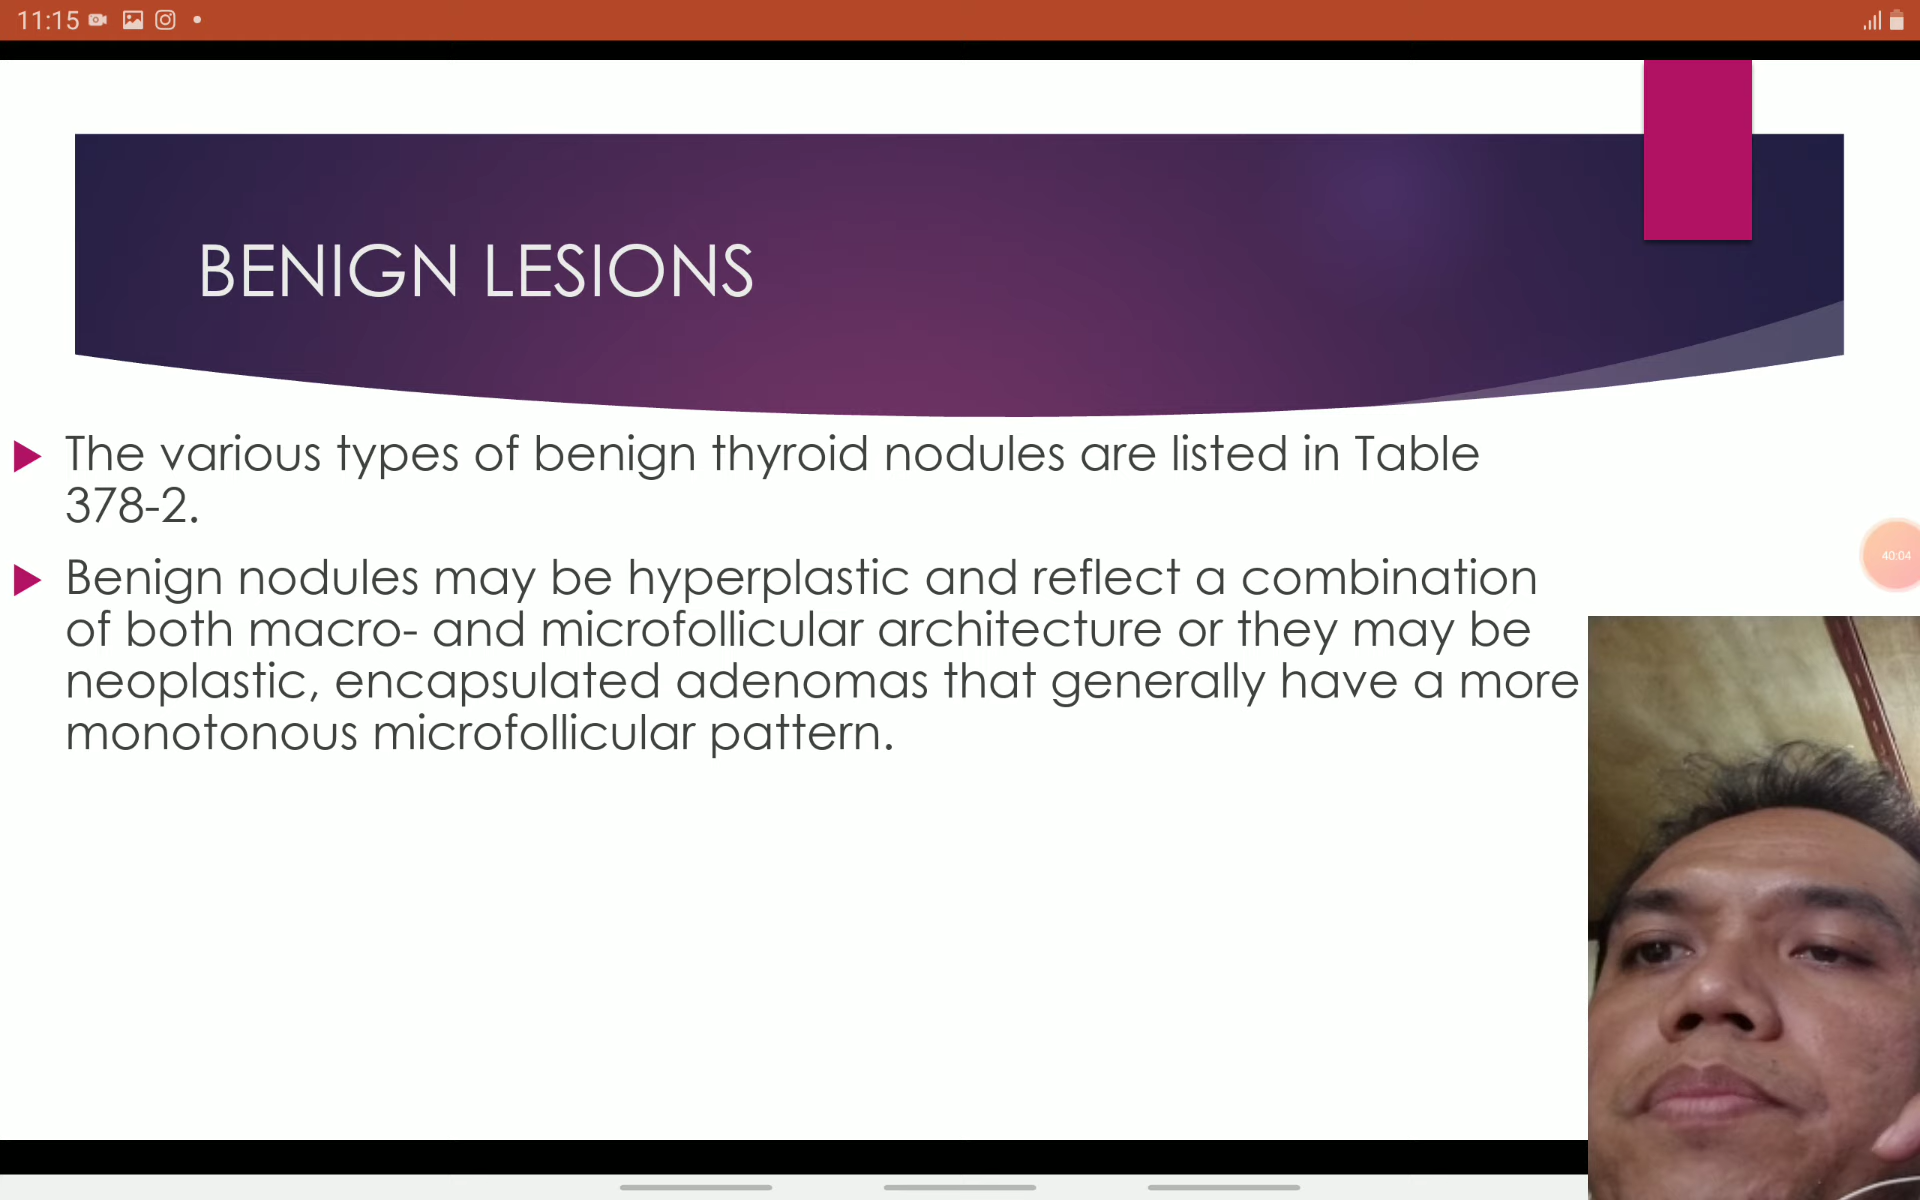 11:15
BENIGN LESIONS
The various types of benign thyroid nodules are listed in Table
378-2.
Benign nodules may be hyperplastic and reflect a combination
of both macro- and microfollicular architecture or they may be
neoplastic, encapsulated adenomas that generally have a more
monotonous microfollicular pattern.
40:04